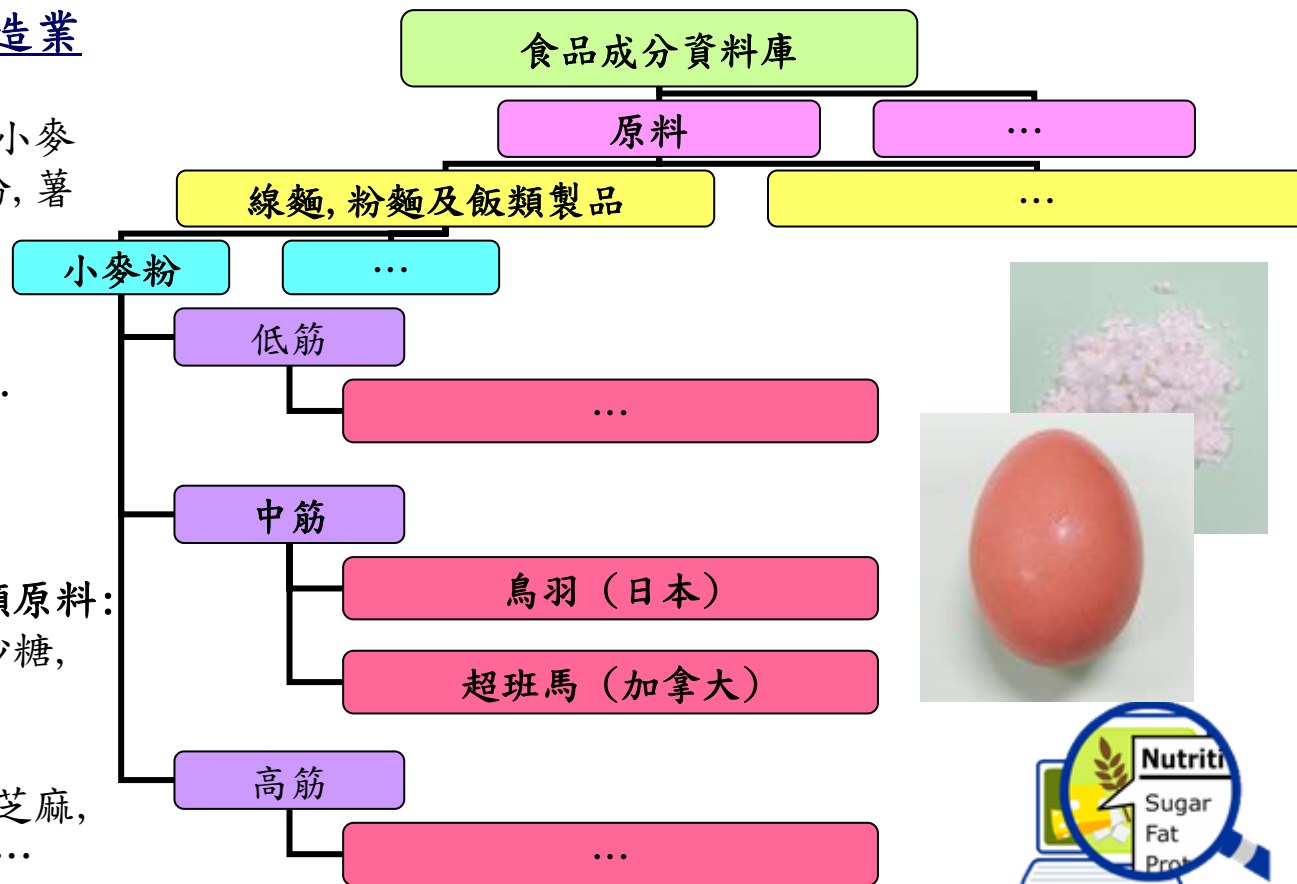 造業
小麥
, 薯
.
類原料:
糖,
芝麻,
…
食品成分資料庫
原料
…
線麵, 粉麵及飯類製品
…
小麥粉
…
低筋
…
中筋
鳥羽（日本）
超班馬（加拿大）
高筋
…
Nutriti
Sugar
Fat
Prot